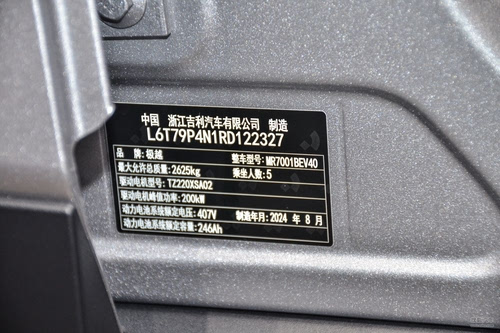 中国 浙江吉利汽车有限公司 制造
L6T79P4N1RD122327
品 牌: 极越 整车型号: MR7001BEV40
最大允许总质量: 2625kg 乘坐人数: 5
驱动电机型号: TZ220XSA02
驱动电机峰值功率: 200kW
动力电池系统额定电压: 407V 制造年月: 2024 年 8 月
动力电池系统额定容量: 246Ah